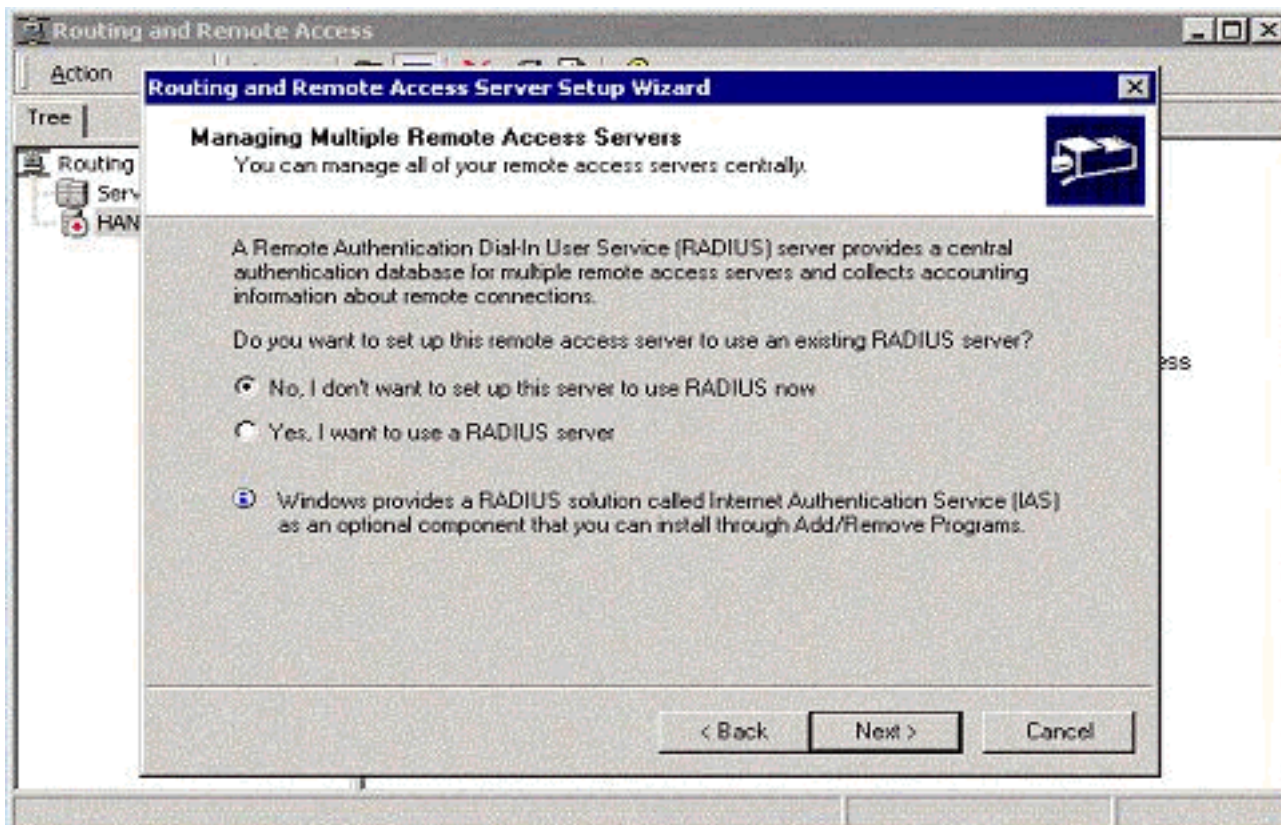 Routing and Remote Access
Action
Tree
Routing
Serv
HAN
Routing and Remote Access Server Setup Wizard
Managing Multiple Remote Access Servers
You can manage all of your remote access servers centrally.
A Remote Authentication Dial-In User Service (RADIUS) server provides a central
authentication database for multiple remote access servers and collects accounting
information about remote connections.
Do you want to set up this remote access server to use an existing RADIUS server?
No, I don't want to set up this server to use RADIUS now
Yes, I want to use a RADIUS server
Windows provides a RADIUS solution called Internet Authentication Service (IAS)
as an optional component that you can install through Add/Remove Programs.
< Back
Next >
Cancel
ess